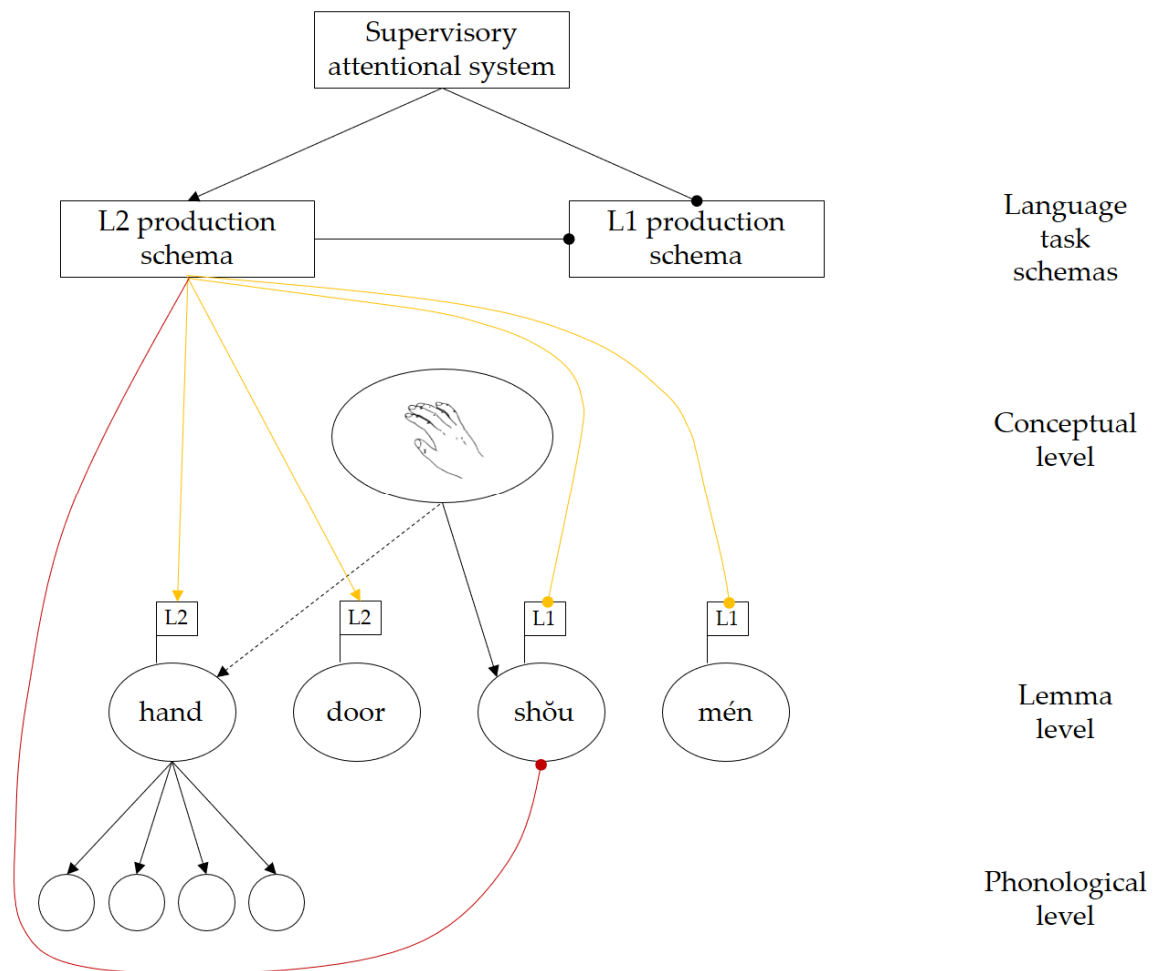 Supervisory
attentional system
L2 production
schema
L1 production
schema
Language
task
schemas
Conceptual
level
L2
L2
L1
L1
hand
door
shǒu
mén
Lemma
level
Phonological
level